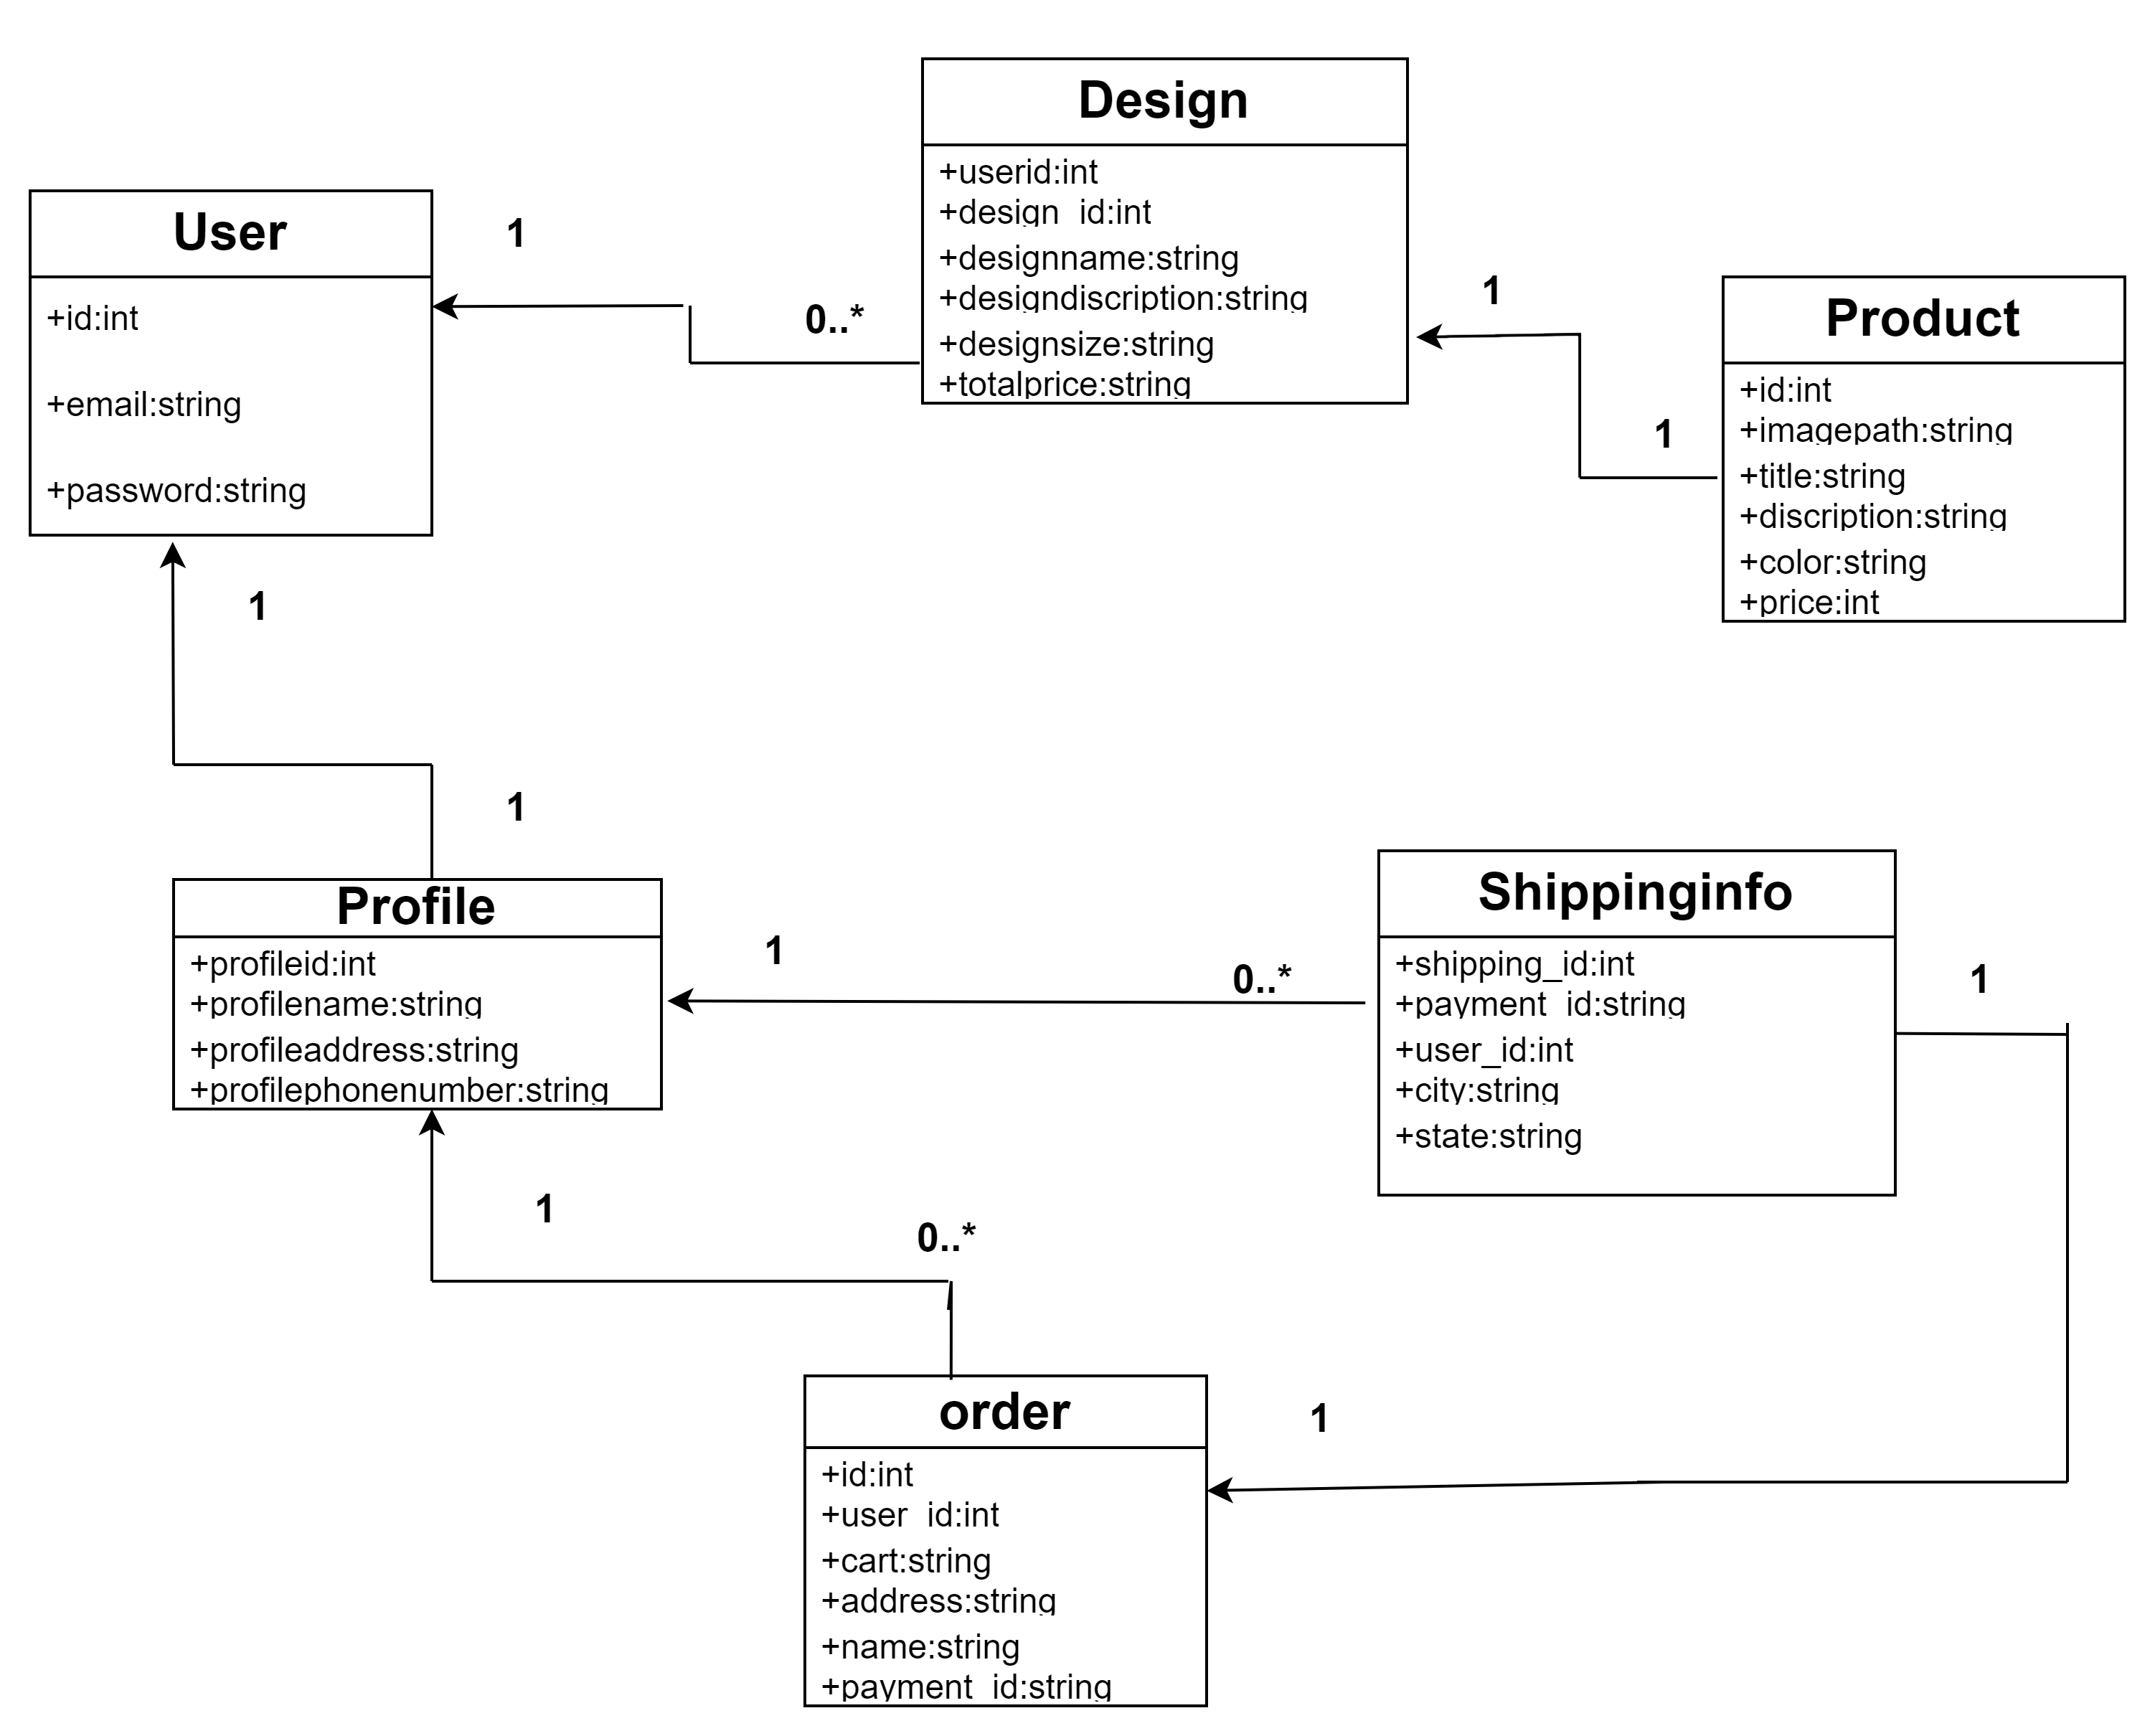 Design
+userid:int
+design_id:int
+designname:string
+designdiscription:string
+designsize:string
+totalprice:string
User
+id:int
+email:string
+password:string
1
0..*
1
1
Product
+id:int
+imagepath:string
+title:string
+discription:string
+color:string
+price:int
1
1
Profile
+profileid:int
+profilename:string
+profileaddress:string
+profilephonenumber:string
1
0..*
Shippinginfo
+shipping_id:int
+payment_id:string
+user_id:int
+city:string
+state:string
1
1
0..*
order
+id:int
+user_id:int
+cart:string
+address:string
+name:string
+payment_id:string
1